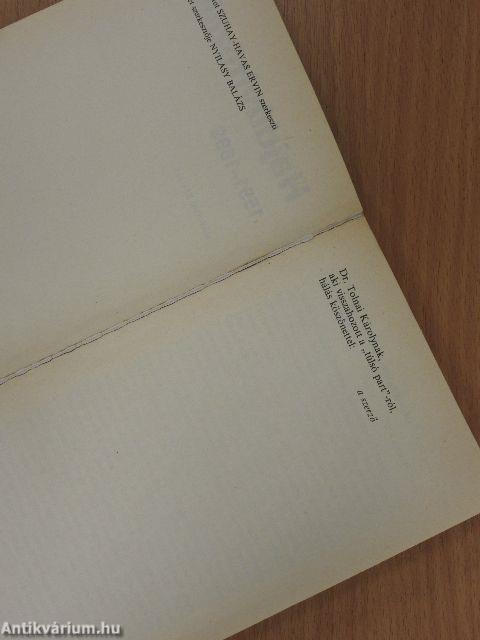 SZUHAY-HAVAS ERVIN szerkesztő
szerkesztője NYILASY BALÁZS
Dr. Tolnai Károlynak,
aki visszahozott a „túlsó part”-ról,
hálás köszönettel:
a szerző
Antikvárium.hu